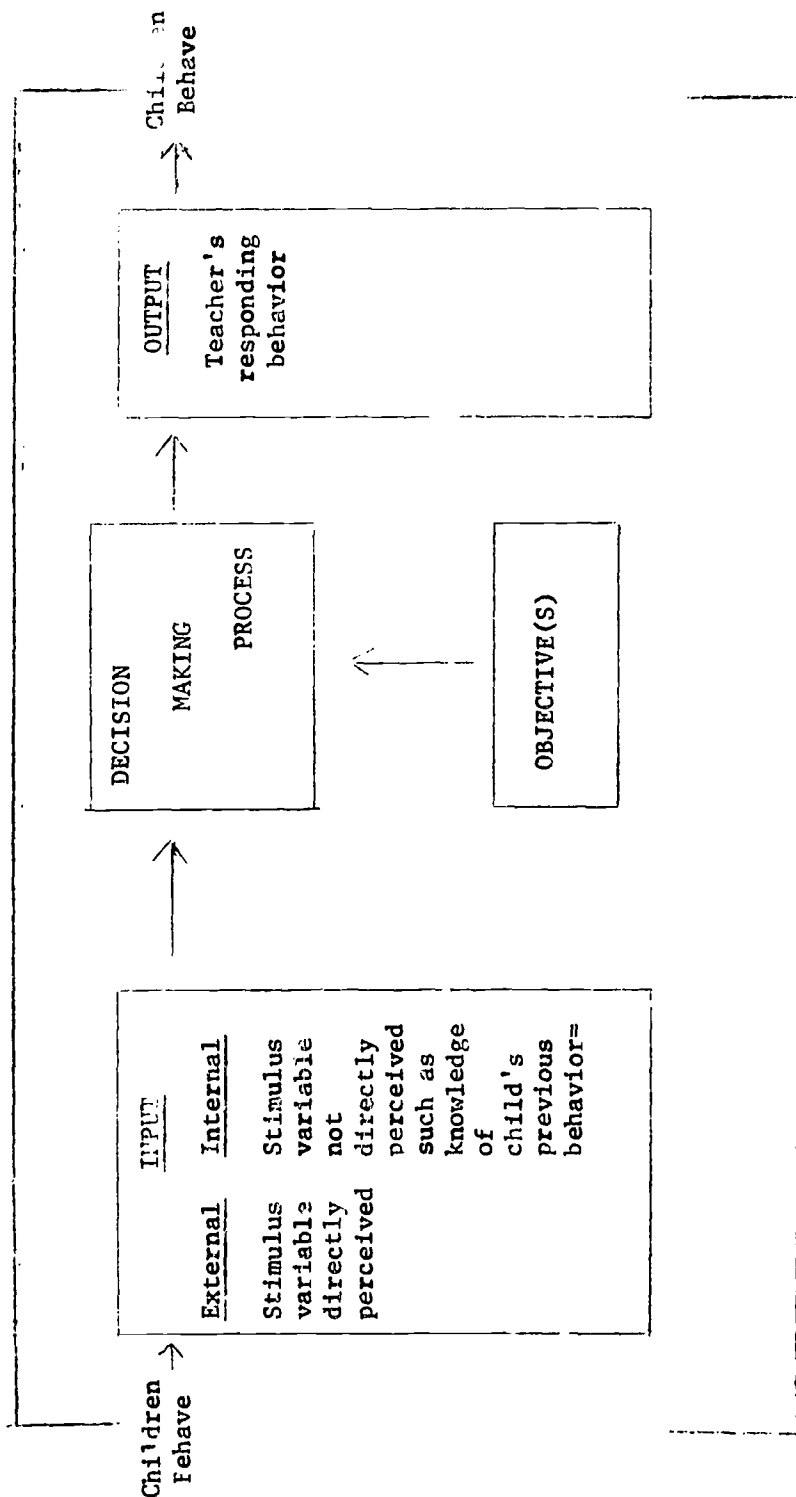 Children
Behave
INPUT
External
Stimulus
variable
directly
perceived
Internal
Stimulus
variable
not
directly
perceived
such as
knowledge
of
child's
previous
behavior=
DECISION
MAKING
PROCESS
OBJECTIVE(S)
OUTPUT
Teacher's
responding
behavior
Children
Behave